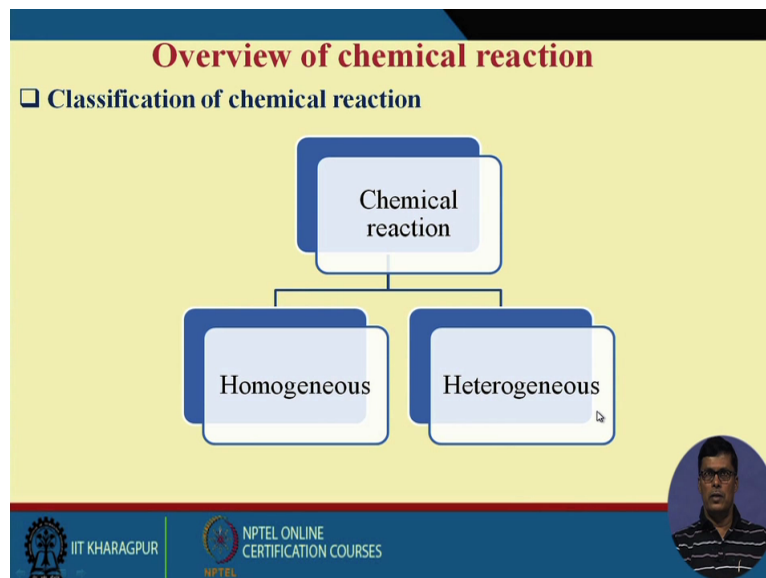 Overview of chemical reaction
Classification of chemical reaction
Chemical
reaction
Homogeneous
Heterogeneous
IIT KHARAGPUR
NPTEL
NPTEL ONLINE
CERTIFICATION COURSES